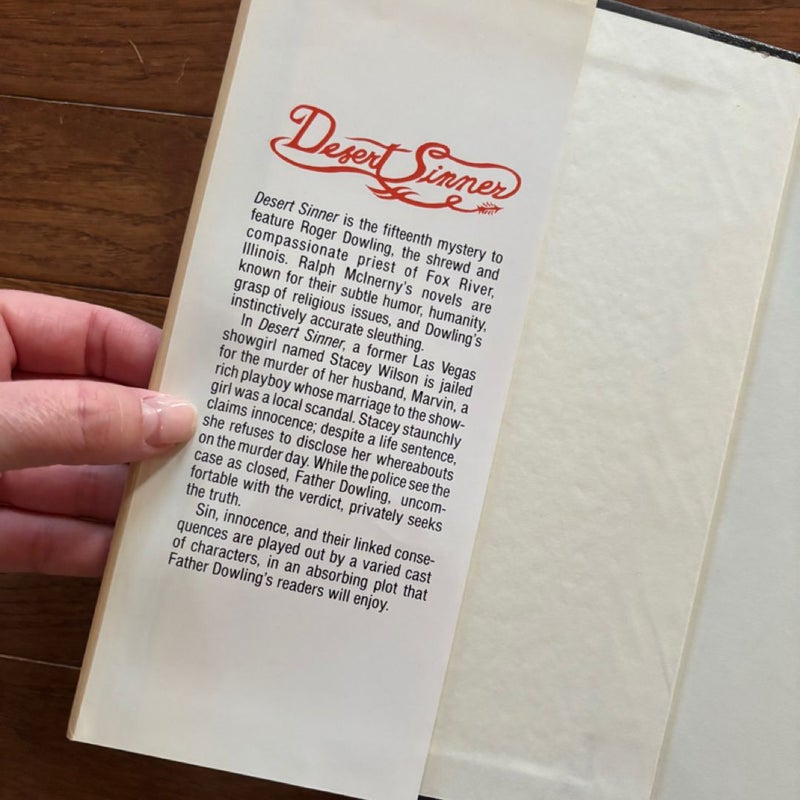 Desert Sinner
Desert Sinner is the fifteenth mystery to
feature Roger Dowling, the shrewd and
compassionate priest of Fox River,
Illinois. Ralph McInerny's novels are
known for their subtle humor, humanity,
grasp of religious issues, and Dowling's
instinctively accurate sleuthing.
In Desert Sinner, a former Las Vegas
showgirl named Stacey Wilson is jailed
for the murder of her husband, Marvin, a
rich playboy whose marriage to the show-
girl was a local scandal. Stacey staunchly
claims innocence; despite a life sentence,
she refuses to disclose her whereabouts
on the murder day. While the police see the
case as closed, Father Dowling, uncom-
fortable with the verdict, privately seeks
the truth.
Sin, innocence, and their linked conse-
quences are played out by a varied cast
of characters, in an absorbing plot that
Father Dowling's readers will enjoy.